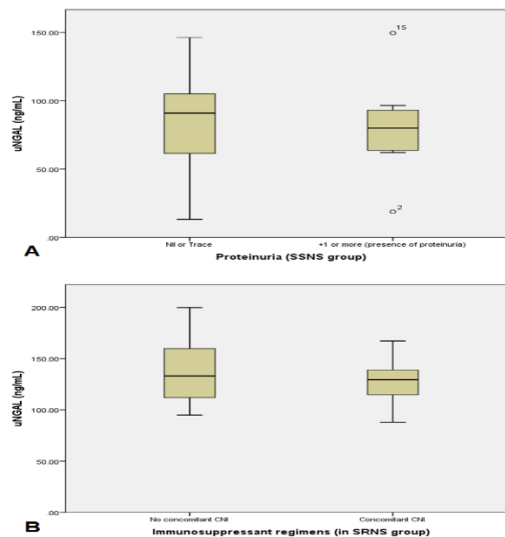 150.00
100.00
50.00
.00
uNGAL (ng/mL)
15
2
Nil or Trace
+1 or more (presence of proteinuria)
Proteinuria (SSNS group)
A
200.00
150.00
100.00
50.00
.00
uNGAL (ng/mL)
No concomitant CNI
Concomitant CNI
Immunosuppressant regimens (in SRNS group)
B